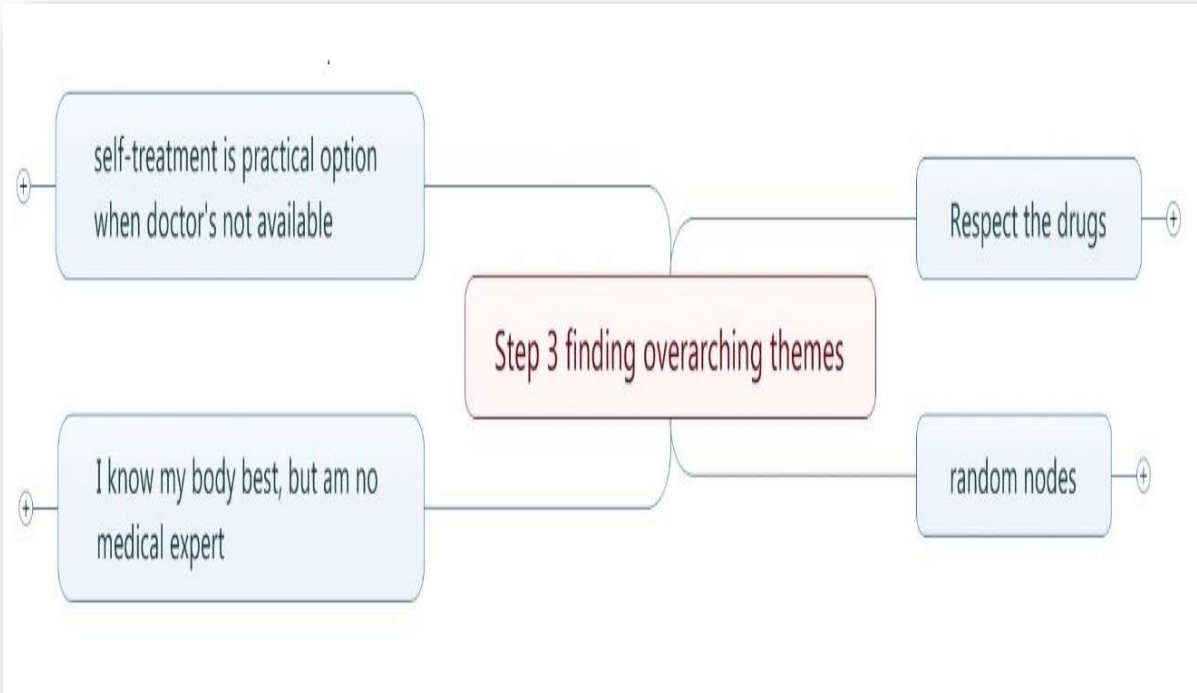 self-treatment is practical option
when doctor's not available
Respect the drugs
Step 3 finding overarching themes
I know my body best, but am no
medical expert
random nodes